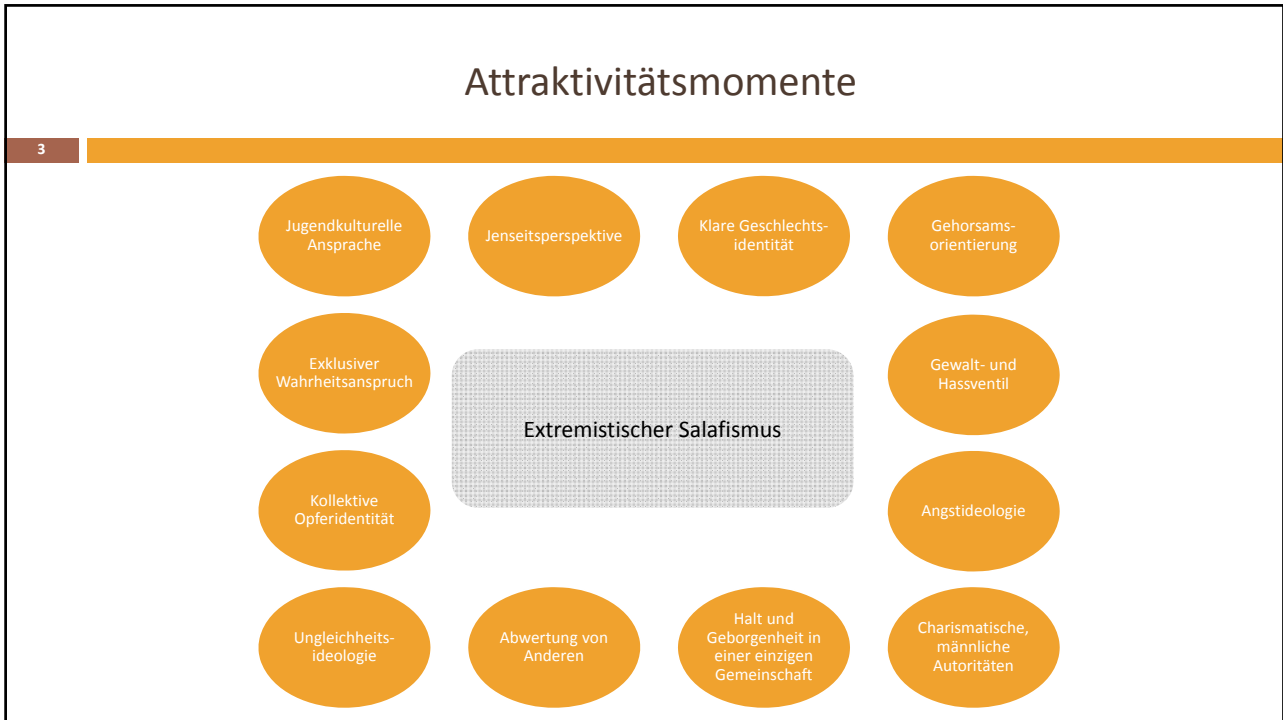 Attraktivitätsmomente
3
Jugendkulturelle
Ansprache
Jenseitsperspektive
Klare Geschlechts-
identität
Gehorsams-
orientierung
Exklusiver
Wahrheitsanspruch
Gewalt- und
Hassventil
Extremistischer Salafismus
Kollektive
Opferidentität
Angstideologie
Ungleichheits-
ideologie
Abwertung von
Anderen
Halt und
Geborgenheit in
einer einzigen
Gemeinschaft
Charismatische,
männliche
Autoritäten